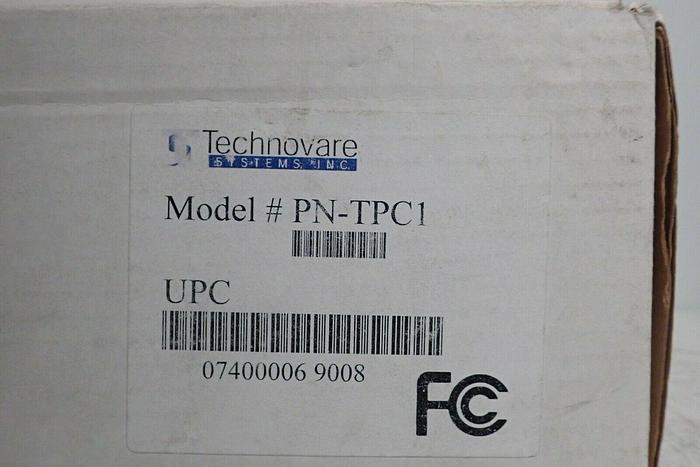 Technovare
SYSTEMS, INC.
Model # PN-TPC1
UPC
07400006 9008
FC